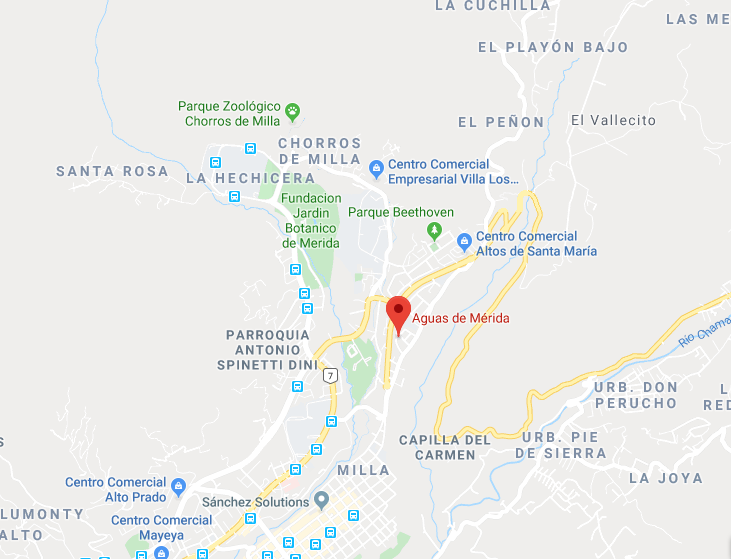 LA CUCHILLA
LAS ME
EL PLAYÓN BAJO
Parque Zoológico
Chorros de Milla
EL PEÑON
El Vallecito
CHORROS
DE MILLA
Centro Comercial
Empresarial Villa Los...
SANTA ROSA
LA HECHICERA
Fundacion
Jardin
Botanico
de Merida
Parque Beethoven
Centro Comercial
Altos de Santa María
Aguas de Mérida
Río Chama
PARROQUIA
ANTONIO
SPINETTI DINI
7
URB. DON
PERUCHO
L
RED
CAPILLA DEL
CARMEN
URB. PIE
DE SIERRA
S
MILLA
LA JOYA
Centro Comercial
Alto Prado
Sánchez Solutions
LUMONTY
ALTO
Centro Comercial
Mayeya